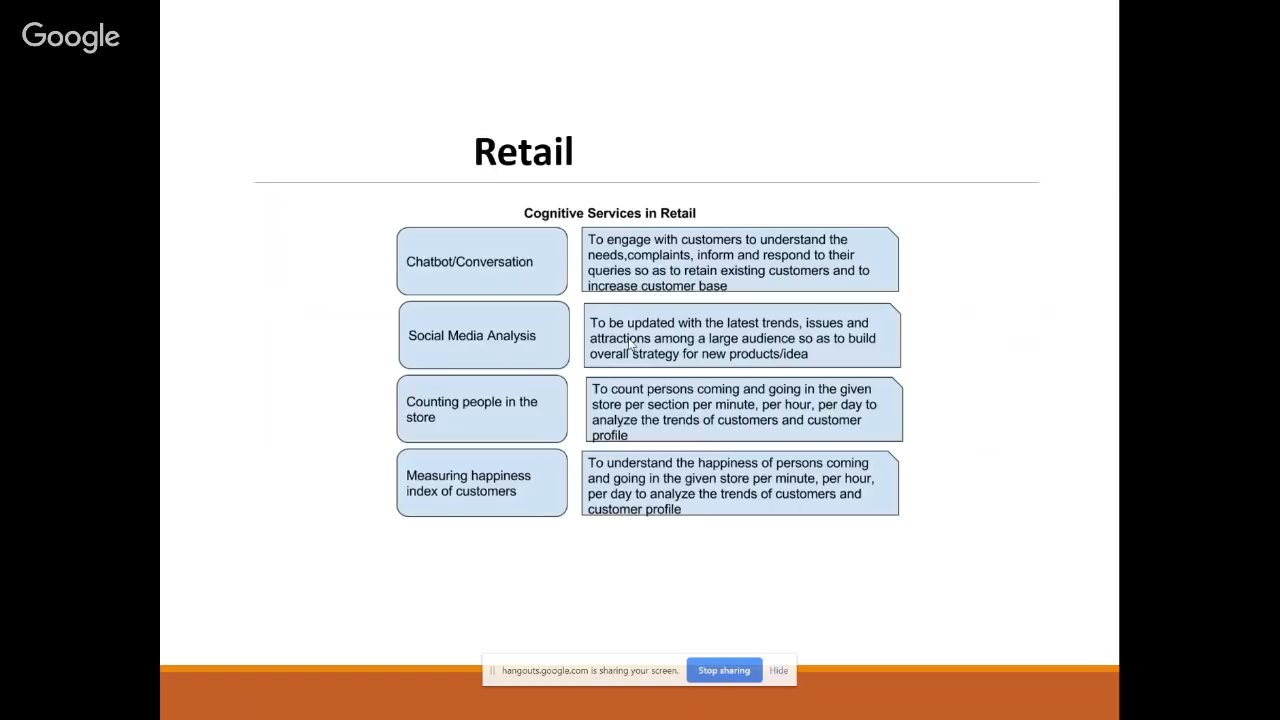 Google
Retail
Cognitive Services in Retail
Chatbot/Conversation
To engage with customers to understand the
needs,complaints, inform and respond to their
queries so as to retain existing customers and to
increase customer base
Social Media Analysis
To be updated with the latest trends, issues and
attractions among a large audience so as to build
overall strategy for new products/idea
Counting people in the
store
To count persons coming and going in the given
store per section per minute, per hour, per day to
analyze the trends of customers and customer
profile
Measuring happiness
index of customers
To understand the happiness of persons coming
and going in the given store per minute, per hour,
per day to analyze the trends of customers and
customer profile
hangouts.google.com is sharing your screen.
Stop sharing
Hide